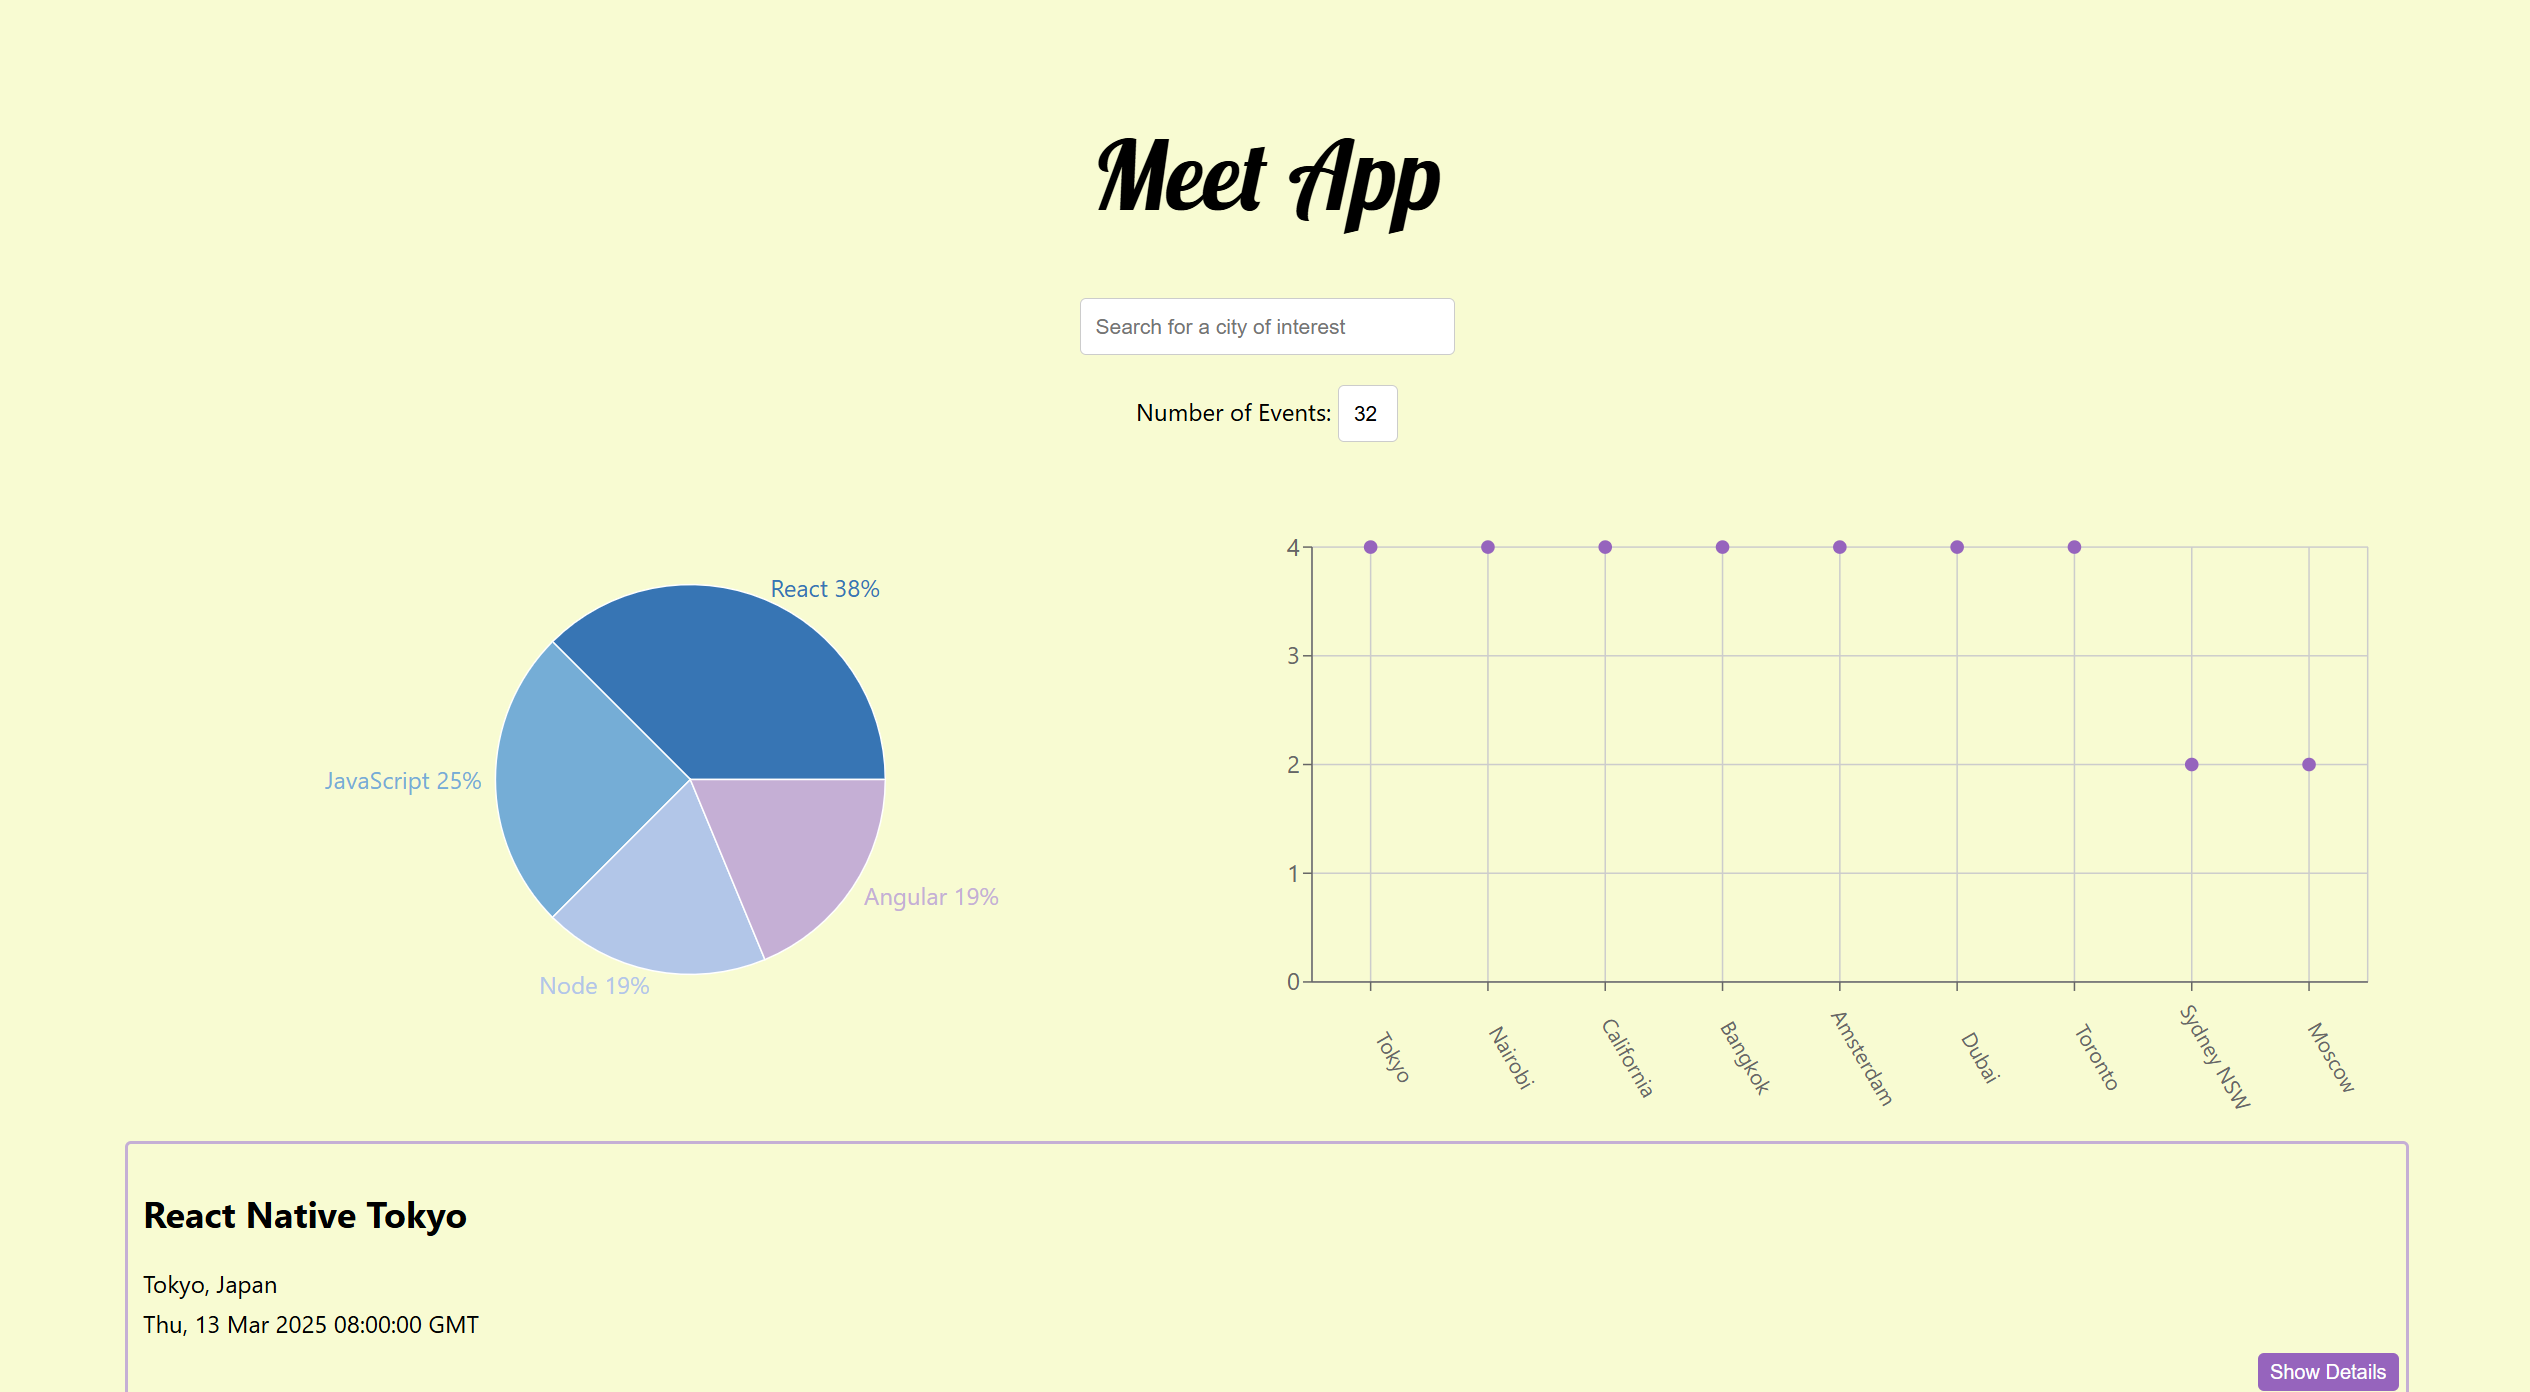 Meet App
Search for a city of interest
Number of Events: 32
React 38%
JavaScript 25%
Angular 19%
Node 19%
4
3
2
1
0
Tokyo
Nairobi
California
Bangkok
Amsterdam
Dubai
Toronto
Sydney NSW
Moscow
React Native Tokyo
Tokyo, Japan
Thu, 13 Mar 2025 08:00:00 GMT
Show Details